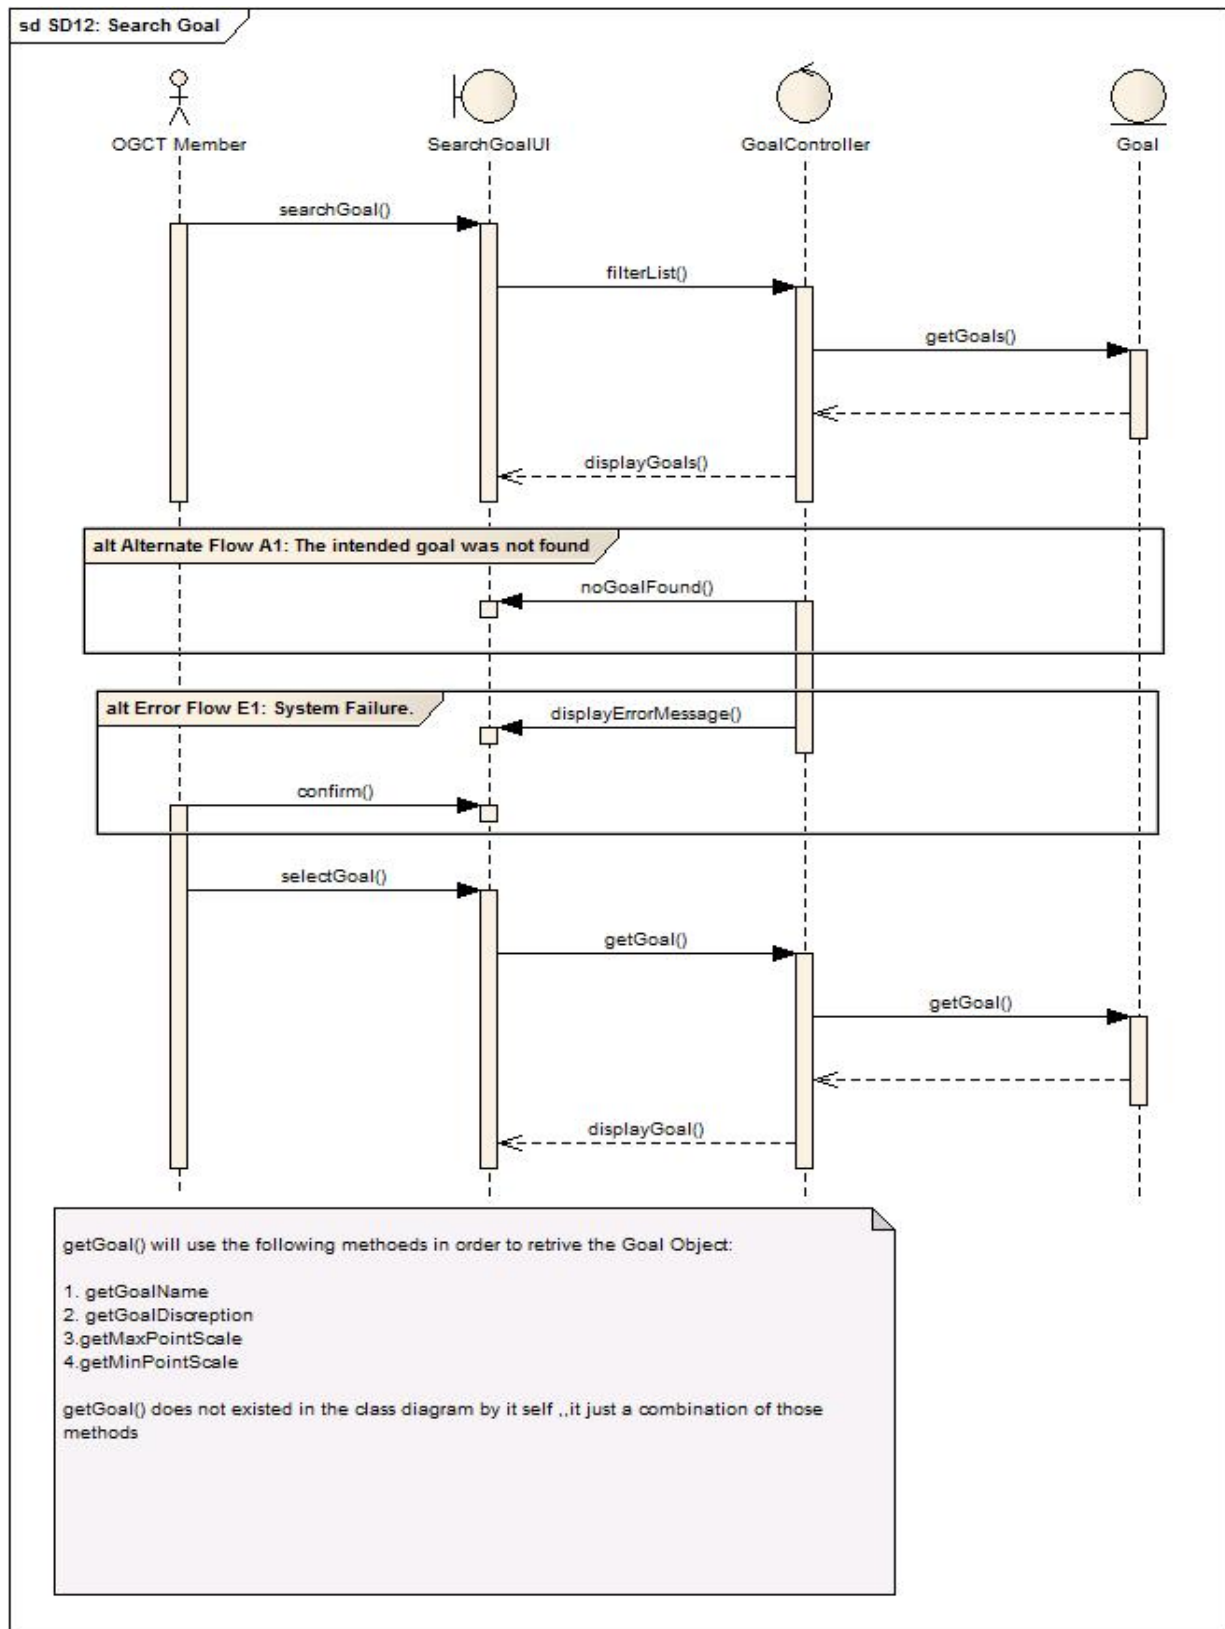 sd SD12: Search Goal
OGCT Member
SearchGoalUI
GoalController
Goal
searchGoal()
filterList()
getGoals()
displayGoals()
alt Alternate Flow A1: The intended goal was not found
noGoalFound()
alt Error Flow E1: System Failure.
displayErrorMessage()
confirm()
selectGoal()
getGoal()
getGoal()
displayGoal()
getGoal() will use the following methoeds in order to retrive the Goal Object:
1. getGoalName
2. getGoalDiscreption
3.getMaxPointScale
4.getMinPointScale
getGoal() does not existed in the class diagram by it self ,,it just a combination of those
methods